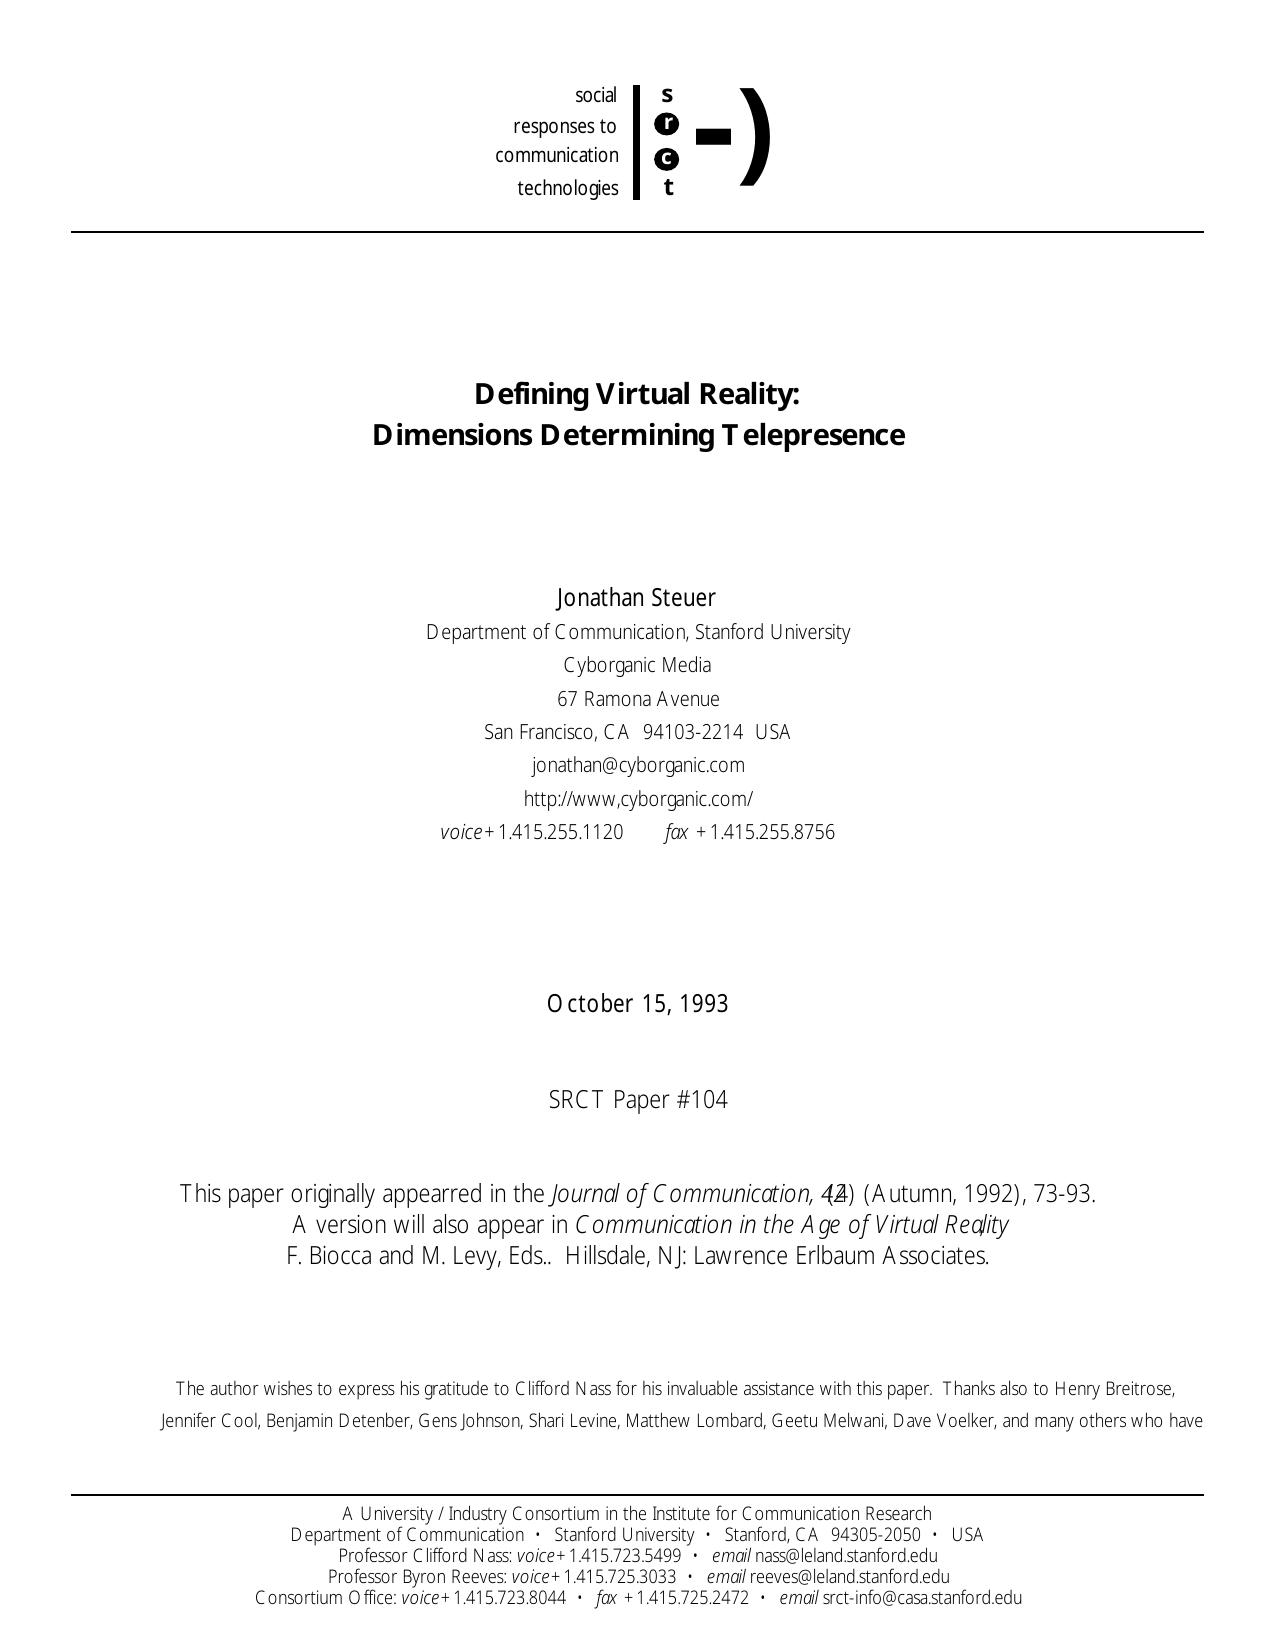 social
responses to
communication
technologies
s
r
c
t
-)
Defining Virtual Reality:
Dimensions Determining Telepresence
Jonathan Steuer
Department of Communication, Stanford University
Cyborganic Media
67 Ramona Avenue
San Francisco, CA 94103-2214 USA
jonathan@cyborganic.com
http://www,cyborganic.com/
voice+1.415.255.1120 fax +1.415.255.8756
October 15, 1993
SRCT Paper #104
This paper originally appearred in the Journal of Communication, (Autumn, 1992), 73-93.
A version will also appear in Communication in the Age of Virtual Reality,
F. Biocca and M. Levy, Eds.. Hillsdale, NJ: Lawrence Erlbaum Associates.
The author wishes to express his gratitude to Clifford Nass for his invaluable assistance with this paper. Thanks also to Henry Breitrose,
Jennifer Cool, Benjamin Detenber, Gens Johnson, Shari Levine, Matthew Lombard, Geetu Melwani, Dave Voelker, and many others who have
A University / Industry Consortium in the Institute for Communication Research
Department of Communication • Stanford University • Stanford, CA 94305-2050 • USA
Professor Clifford Nass: voice+1.415.723.5499 • email nass@leland.stanford.edu
Professor Byron Reeves: voice+1.415.725.3033 • email reeves@leland.stanford.edu
Consortium Office: voice+1.415.723.8044 • fax +1.415.725.2472 • email srct-info@casa.stanford.edu